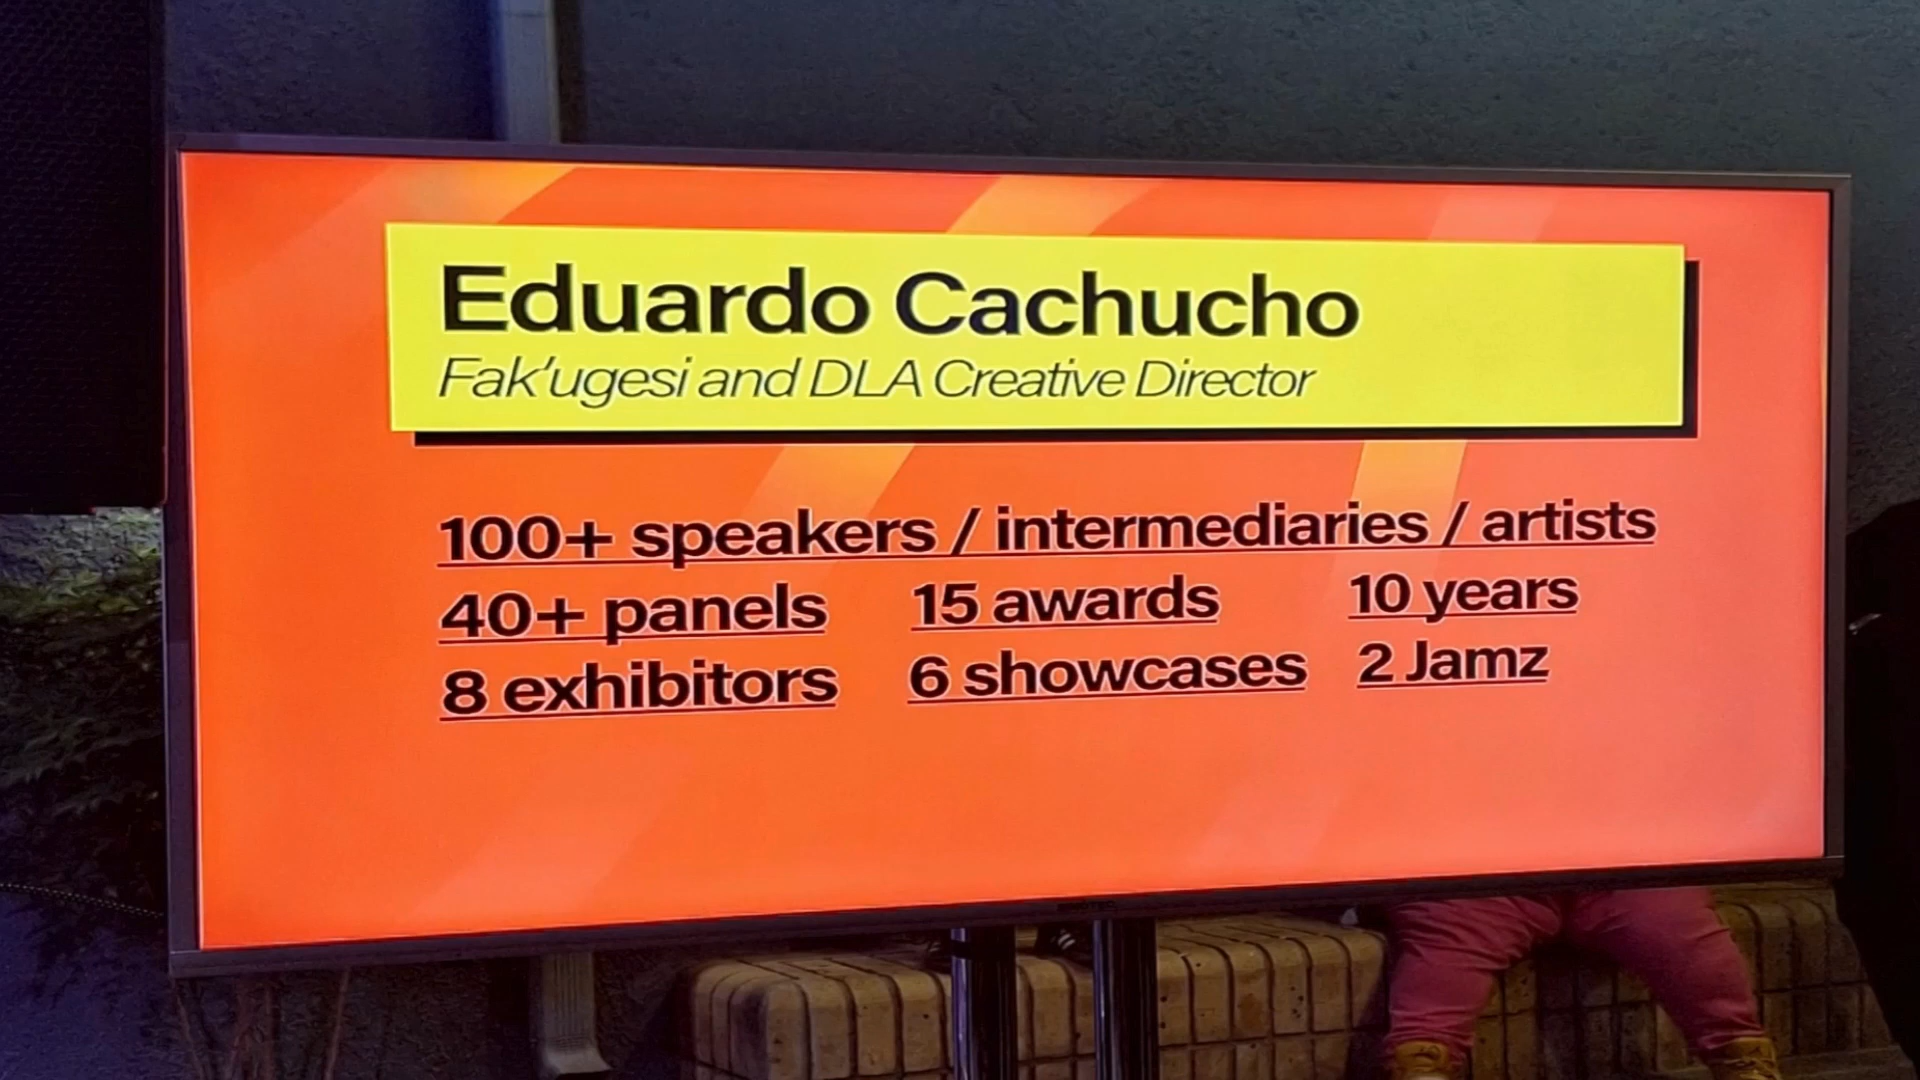 Eduardo Cachucho
Fak'ugesi and DLA Creative Director
100+ speakers / intermediaries / artists
40+ panels 15 awards 10 years
8 exhibitors 6 showcases 2 Jamz